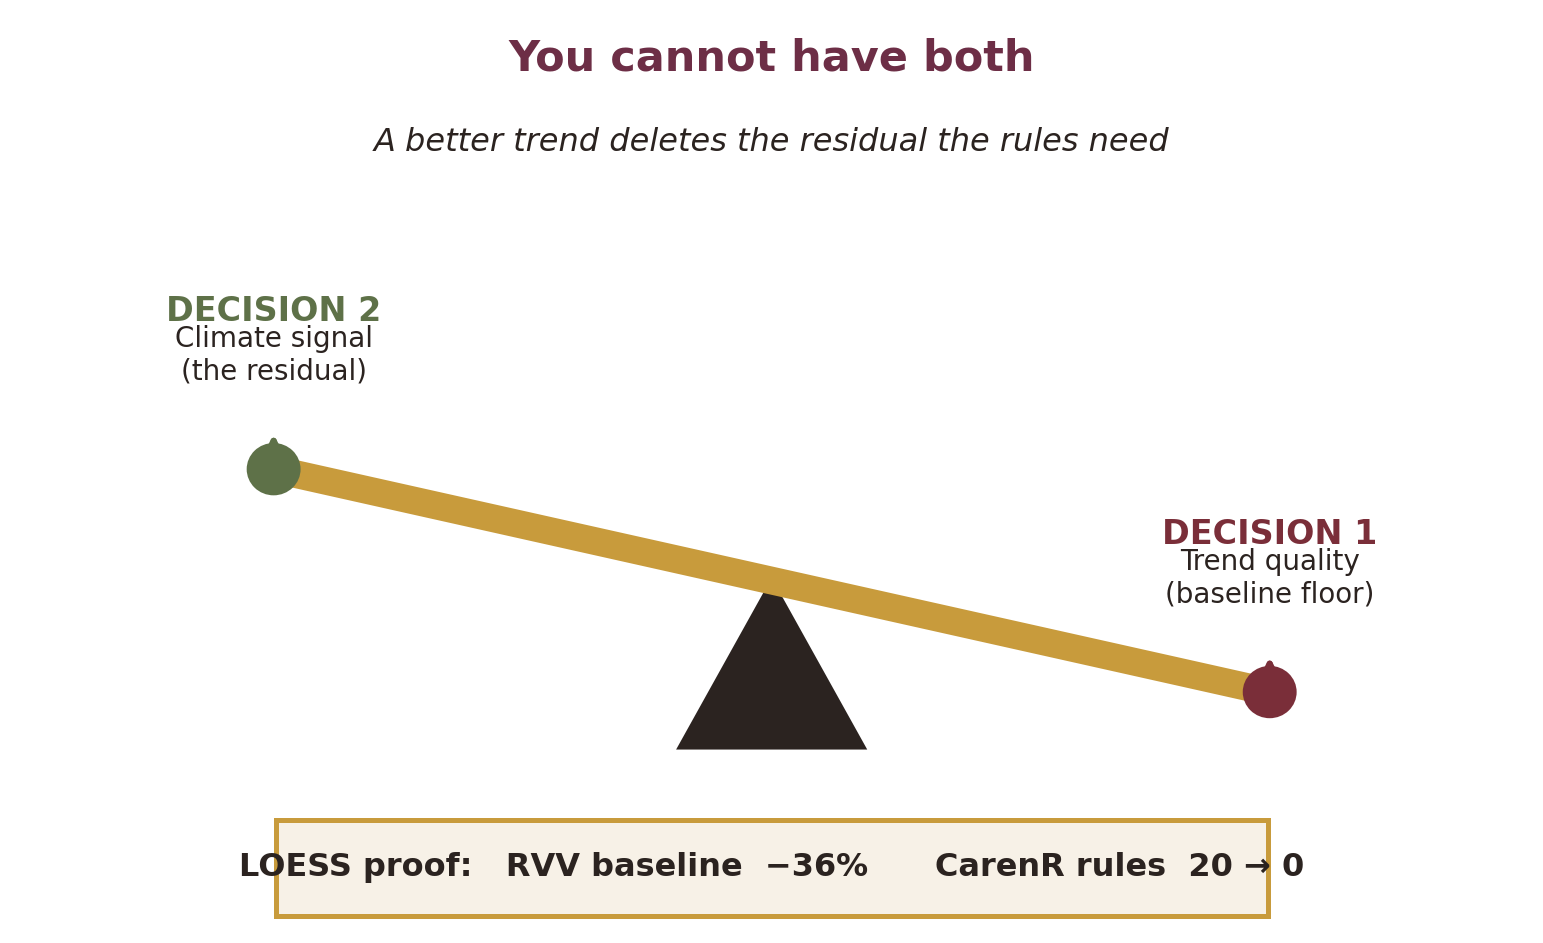 You cannot have both
A better trend deletes the residual the rules need
DECISION 2
Climate signal
(the residual)
DECISION 1
Trend quality
(baseline floor)
LOESS proof:   RVV baseline  −36%      CarenR rules  20 → 0